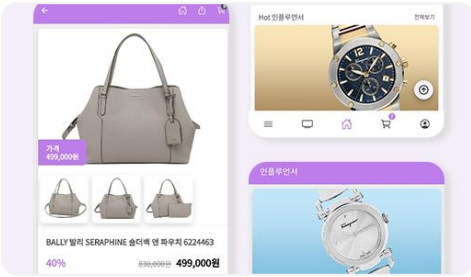 가격
499,000원
BALLY 발리 SERAPHINE 숄더백 앤 파우치 6224463
40%
830,000원 499,000원
Hot 인플루언서
전체보기
인플루언서